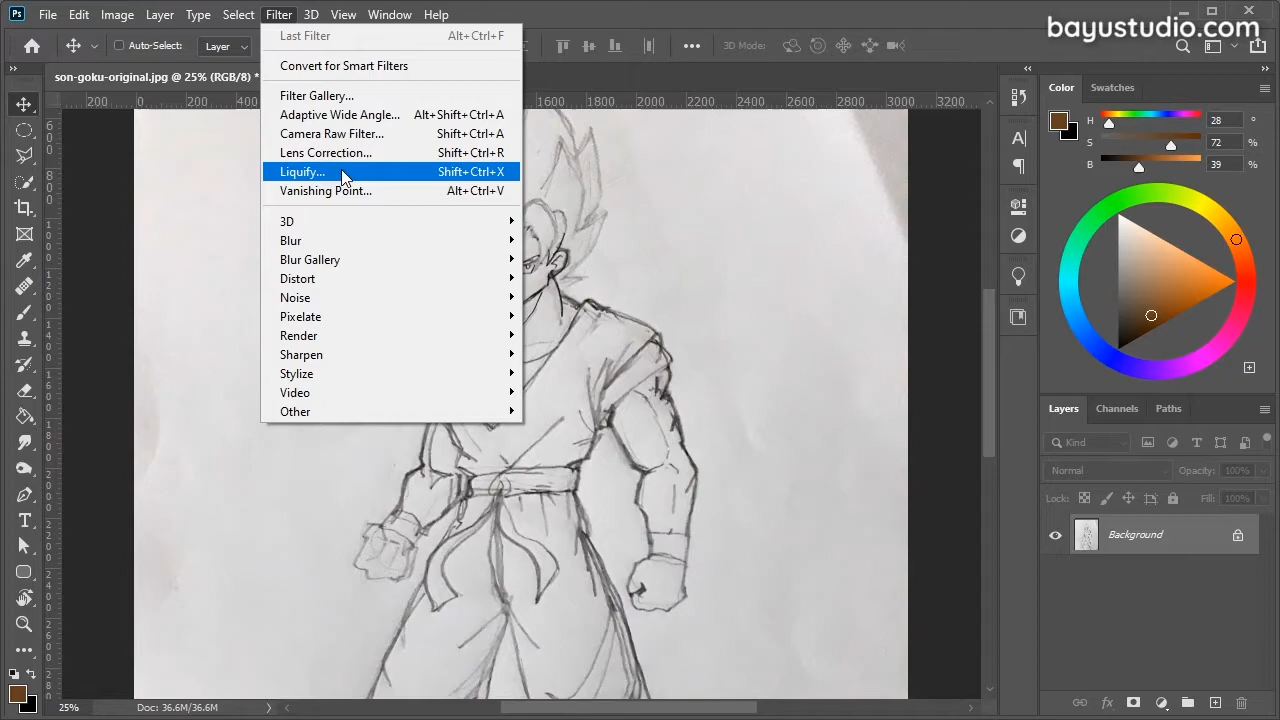 Ps File Edit Image Layer Type Select Filter 3D View Window Help
bayustudio.com
Auto-Select: Layer 3D Mode:
son-goku-original.jpg @ 25% (RGB/8) *
Last Filter Alt+Ctrl+F
Convert for Smart Filters
Filter Gallery...
Adaptive Wide Angle... Alt+Shift+Ctrl+A
Camera Raw Filter... Shift+Ctrl+A
Lens Correction... Shift+Ctrl+R
Liquify... Shift+Ctrl+X
Vanishing Point... Alt+Ctrl+V
3D
Blur
Blur Gallery
Distort
Noise
Pixelate
Render
Sharpen
Stylize
Video
Other
200 0 200 400 1600 1800 2000 2200 2400 2600 2800 3000 3200
Color Swatches
H 28 °
S 72 %
B 39 %
Layers Channels Paths
Kind
Normal Opacity: 100%
Lock: Fill: 100%
Background
25% Doc: 36.6M/36.6M